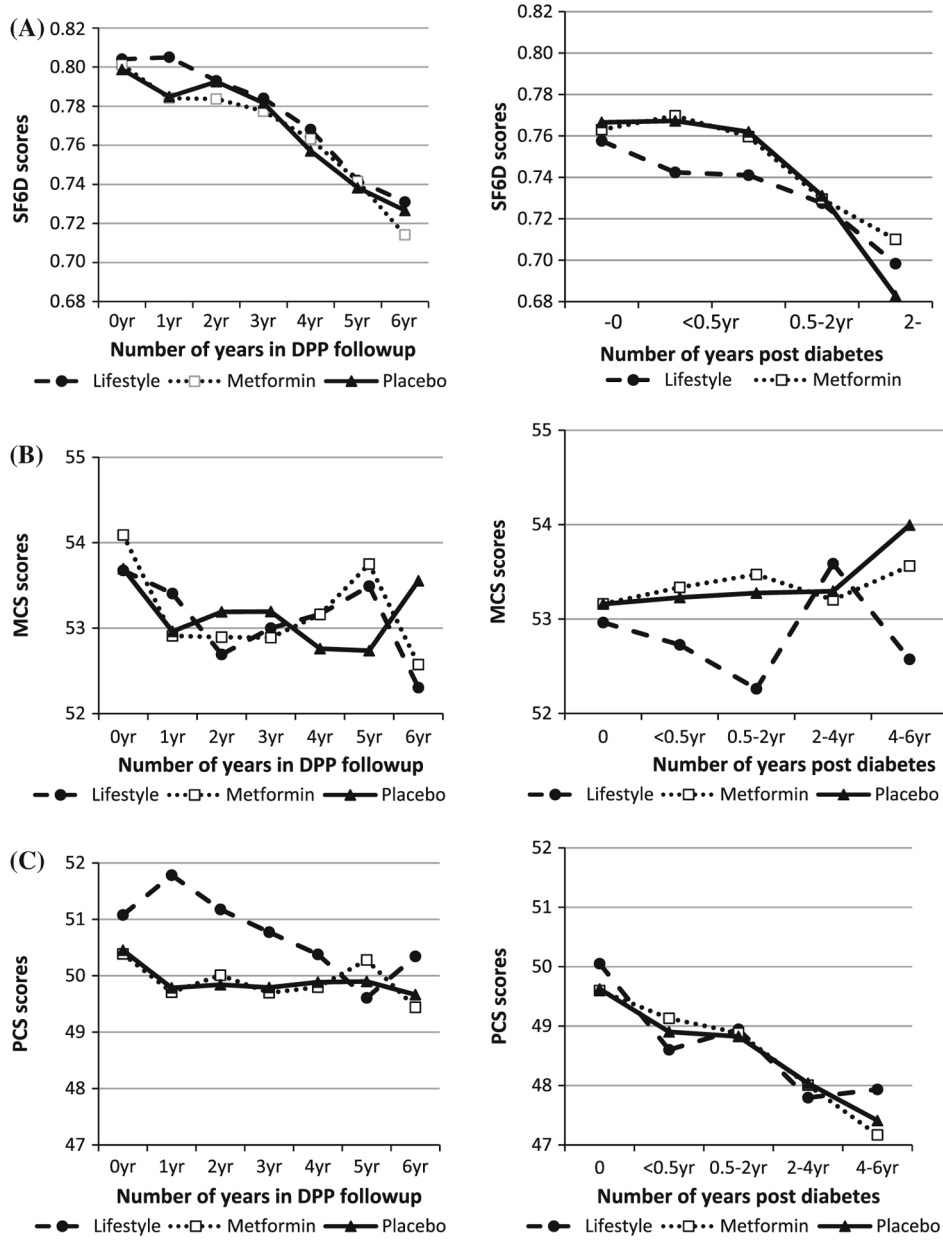 (A)
0.82
0.80
0.78
0.76
0.74
0.72
0.70
0.68
SF6D scores
0yr 1yr 2yr 3yr 4yr 5yr 6yr
Number of years in DPP followup
Lifestyle Metformin Placebo
0.82
0.80
0.78
0.76
0.74
0.72
0.70
0.68
SF6D scores
-0 <0.5yr 0.5-2yr 2-
Number of years post diabetes
Lifestyle Metformin
(B)
55
54
53
52
MCS scores
0yr 1yr 2yr 3yr 4yr 5yr 6yr
Number of years in DPP followup
Lifestyle Metformin Placebo
55
54
53
52
MCS scores
0 <0.5yr 0.5-2yr 2-4yr 4-6yr
Number of years post diabetes
Lifestyle Metformin Placebo
(C)
52
51
50
49
48
47
PCS scores
0yr 1yr 2yr 3yr 4yr 5yr 6yr
Number of years in DPP followup
Lifestyle Metformin Placebo
52
51
50
49
48
47
PCS scores
0 <0.5yr 0.5-2yr 2-4yr 4-6yr
Number of years post diabetes
Lifestyle Metformin Placebo